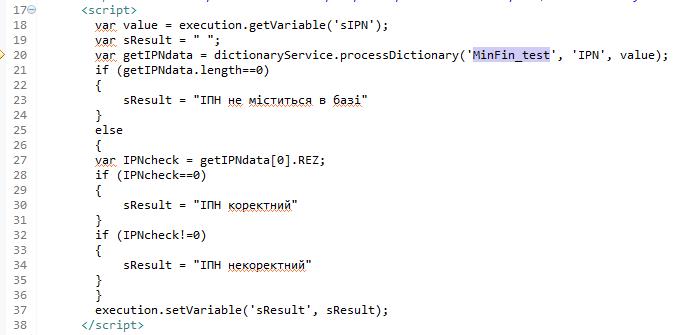 17 <script>
18 var value = execution.getVariable('sIPN');
19 var sResult = " ";
20 var getIPNdata = dictionaryService.processDictionary('MinFin_test', 'IPN', value);
21 if (getIPNdata.length==0)
22 {
23 sResult = "ІПН не міститься в базі"
24 }
25 else
26 {
27 var IPNcheck = getIPNdata[0].REZ;
28 if (IPNcheck==0)
29 {
30 sResult = "ІПН коректний"
31 }
32 if (IPNcheck!=0)
33 {
34 sResult = "ІПН некоректний"
35 }
36 }
37 execution.setVariable('sResult', sResult);
38 </script>